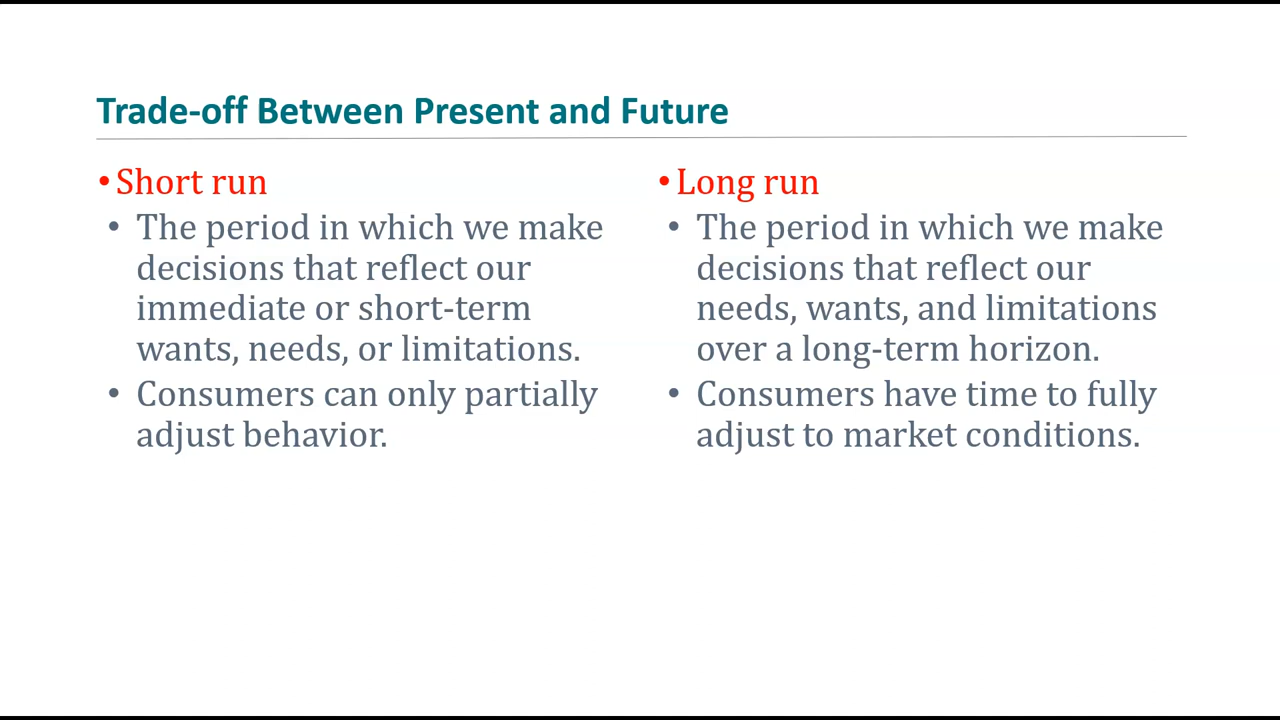 Trade-off Between Present and Future
• Short run
• The period in which we make
decisions that reflect our
immediate or short-term
wants, needs, or limitations.
• Consumers can only partially
adjust behavior.
• Long run
• The period in which we make
decisions that reflect our
needs, wants, and limitations
over a long-term horizon.
• Consumers have time to fully
adjust to market conditions.